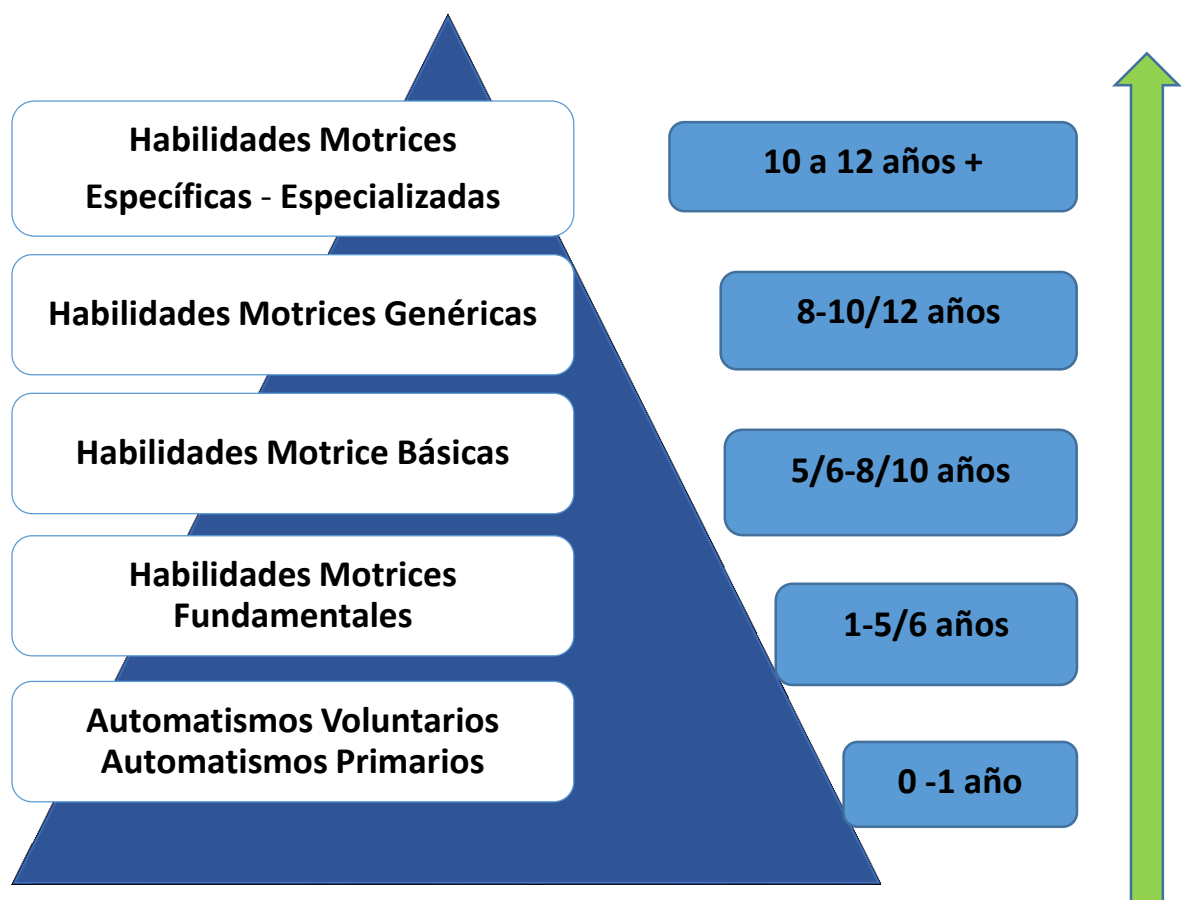 Habilidades Motrices
Específicas - Especializadas
10 a 12 años +
Habilidades Motrices Genéricas
8-10/12 años
Habilidades Motrice Básicas
5/6-8/10 años
Habilidades Motrices
Fundamentales
1-5/6 años
Automatismos Voluntarios
Automatismos Primarios
0 -1 año